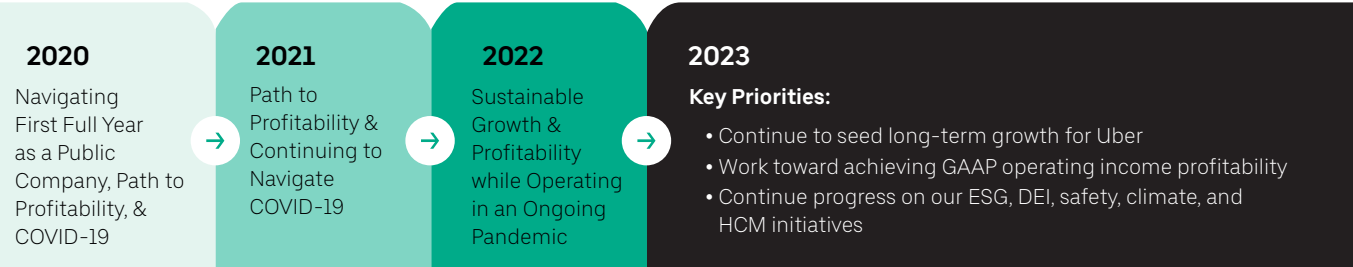 2020
Navigating
First Full Year
as a Public
Company, Path to
Profitability, &
COVID-19
2021
Path to
Profitability &
Continuing to
Navigate
COVID-19
2022
Sustainable
Growth &
Profitability
while Operating
in an Ongoing
Pandemic
2023
Key Priorities:
• Continue to seed long-term growth for Uber
• Work toward achieving GAAP operating income profitability
• Continue progress on our ESG, DEI, safety, climate, and
HCM initiatives